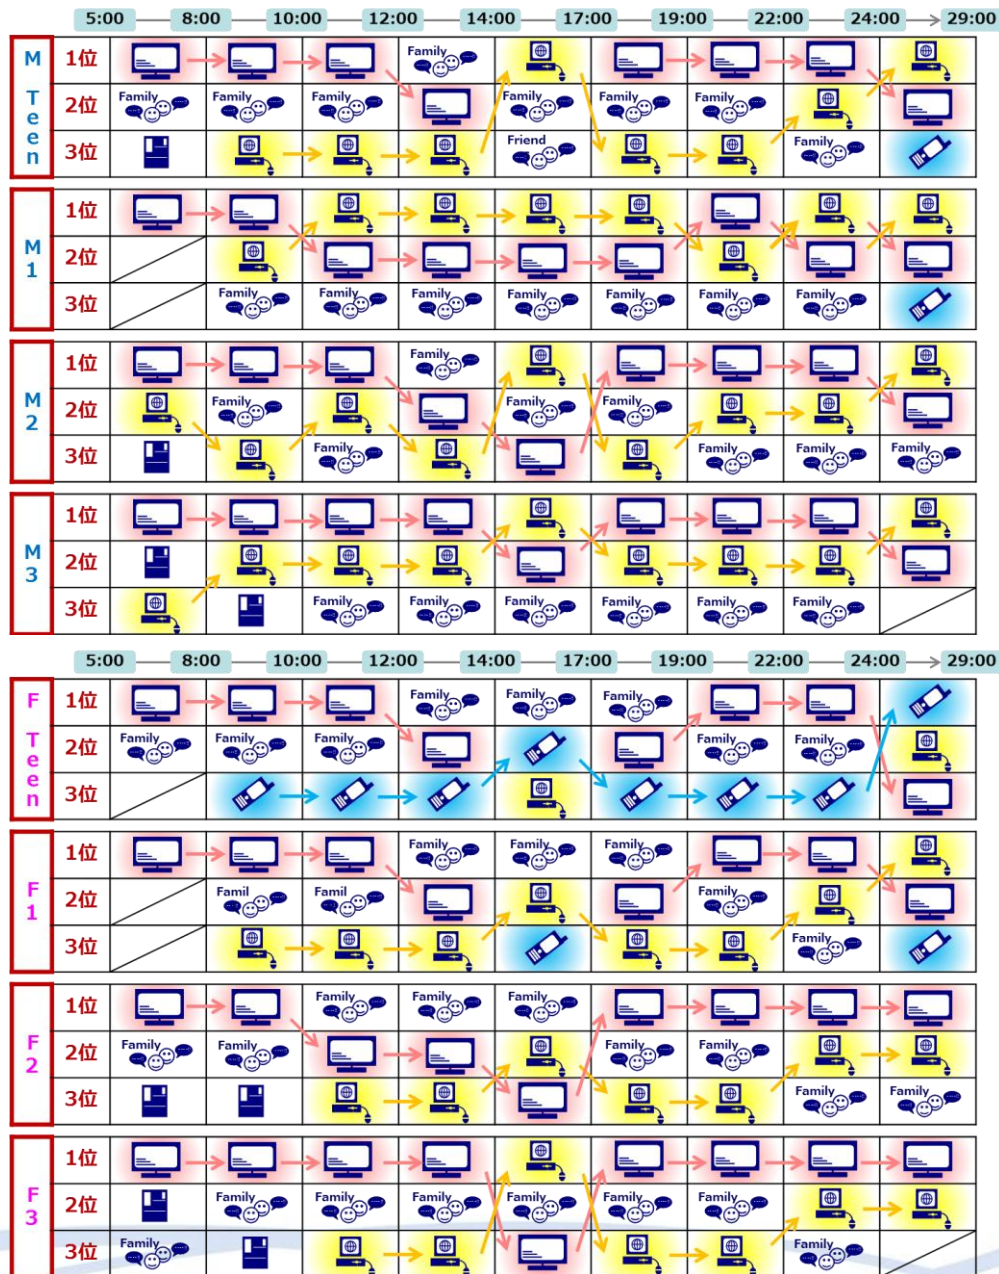 5:00 8:00 10:00 12:00 14:00 17:00 19:00 22:00 24:00 29:00
M Teen
1位 Family
2位 Family Family Family Family Family Family
3位 Friend Family
M1
1位
2位
3位 Family Family Family Family Family Family Family
M2
1位 Family
2位 Family Family Family
3位 Family Family Family Family
M3
1位
2位
3位 Family Family Family Family Family Family
5:00 8:00 10:00 12:00 14:00 17:00 19:00 22:00 24:00 29:00
F Teen
1位 Family Family Family
2位 Family Family Family Family Family
3位
F1
1位 Family Family Family
2位 Famil Famil Family
3位 Family
F2
1位 Family Family Family
2位 Family Family Family Family
3位 Family Family
F3
1位
2位 Family Family Family Family Family Family
3位 Family Family